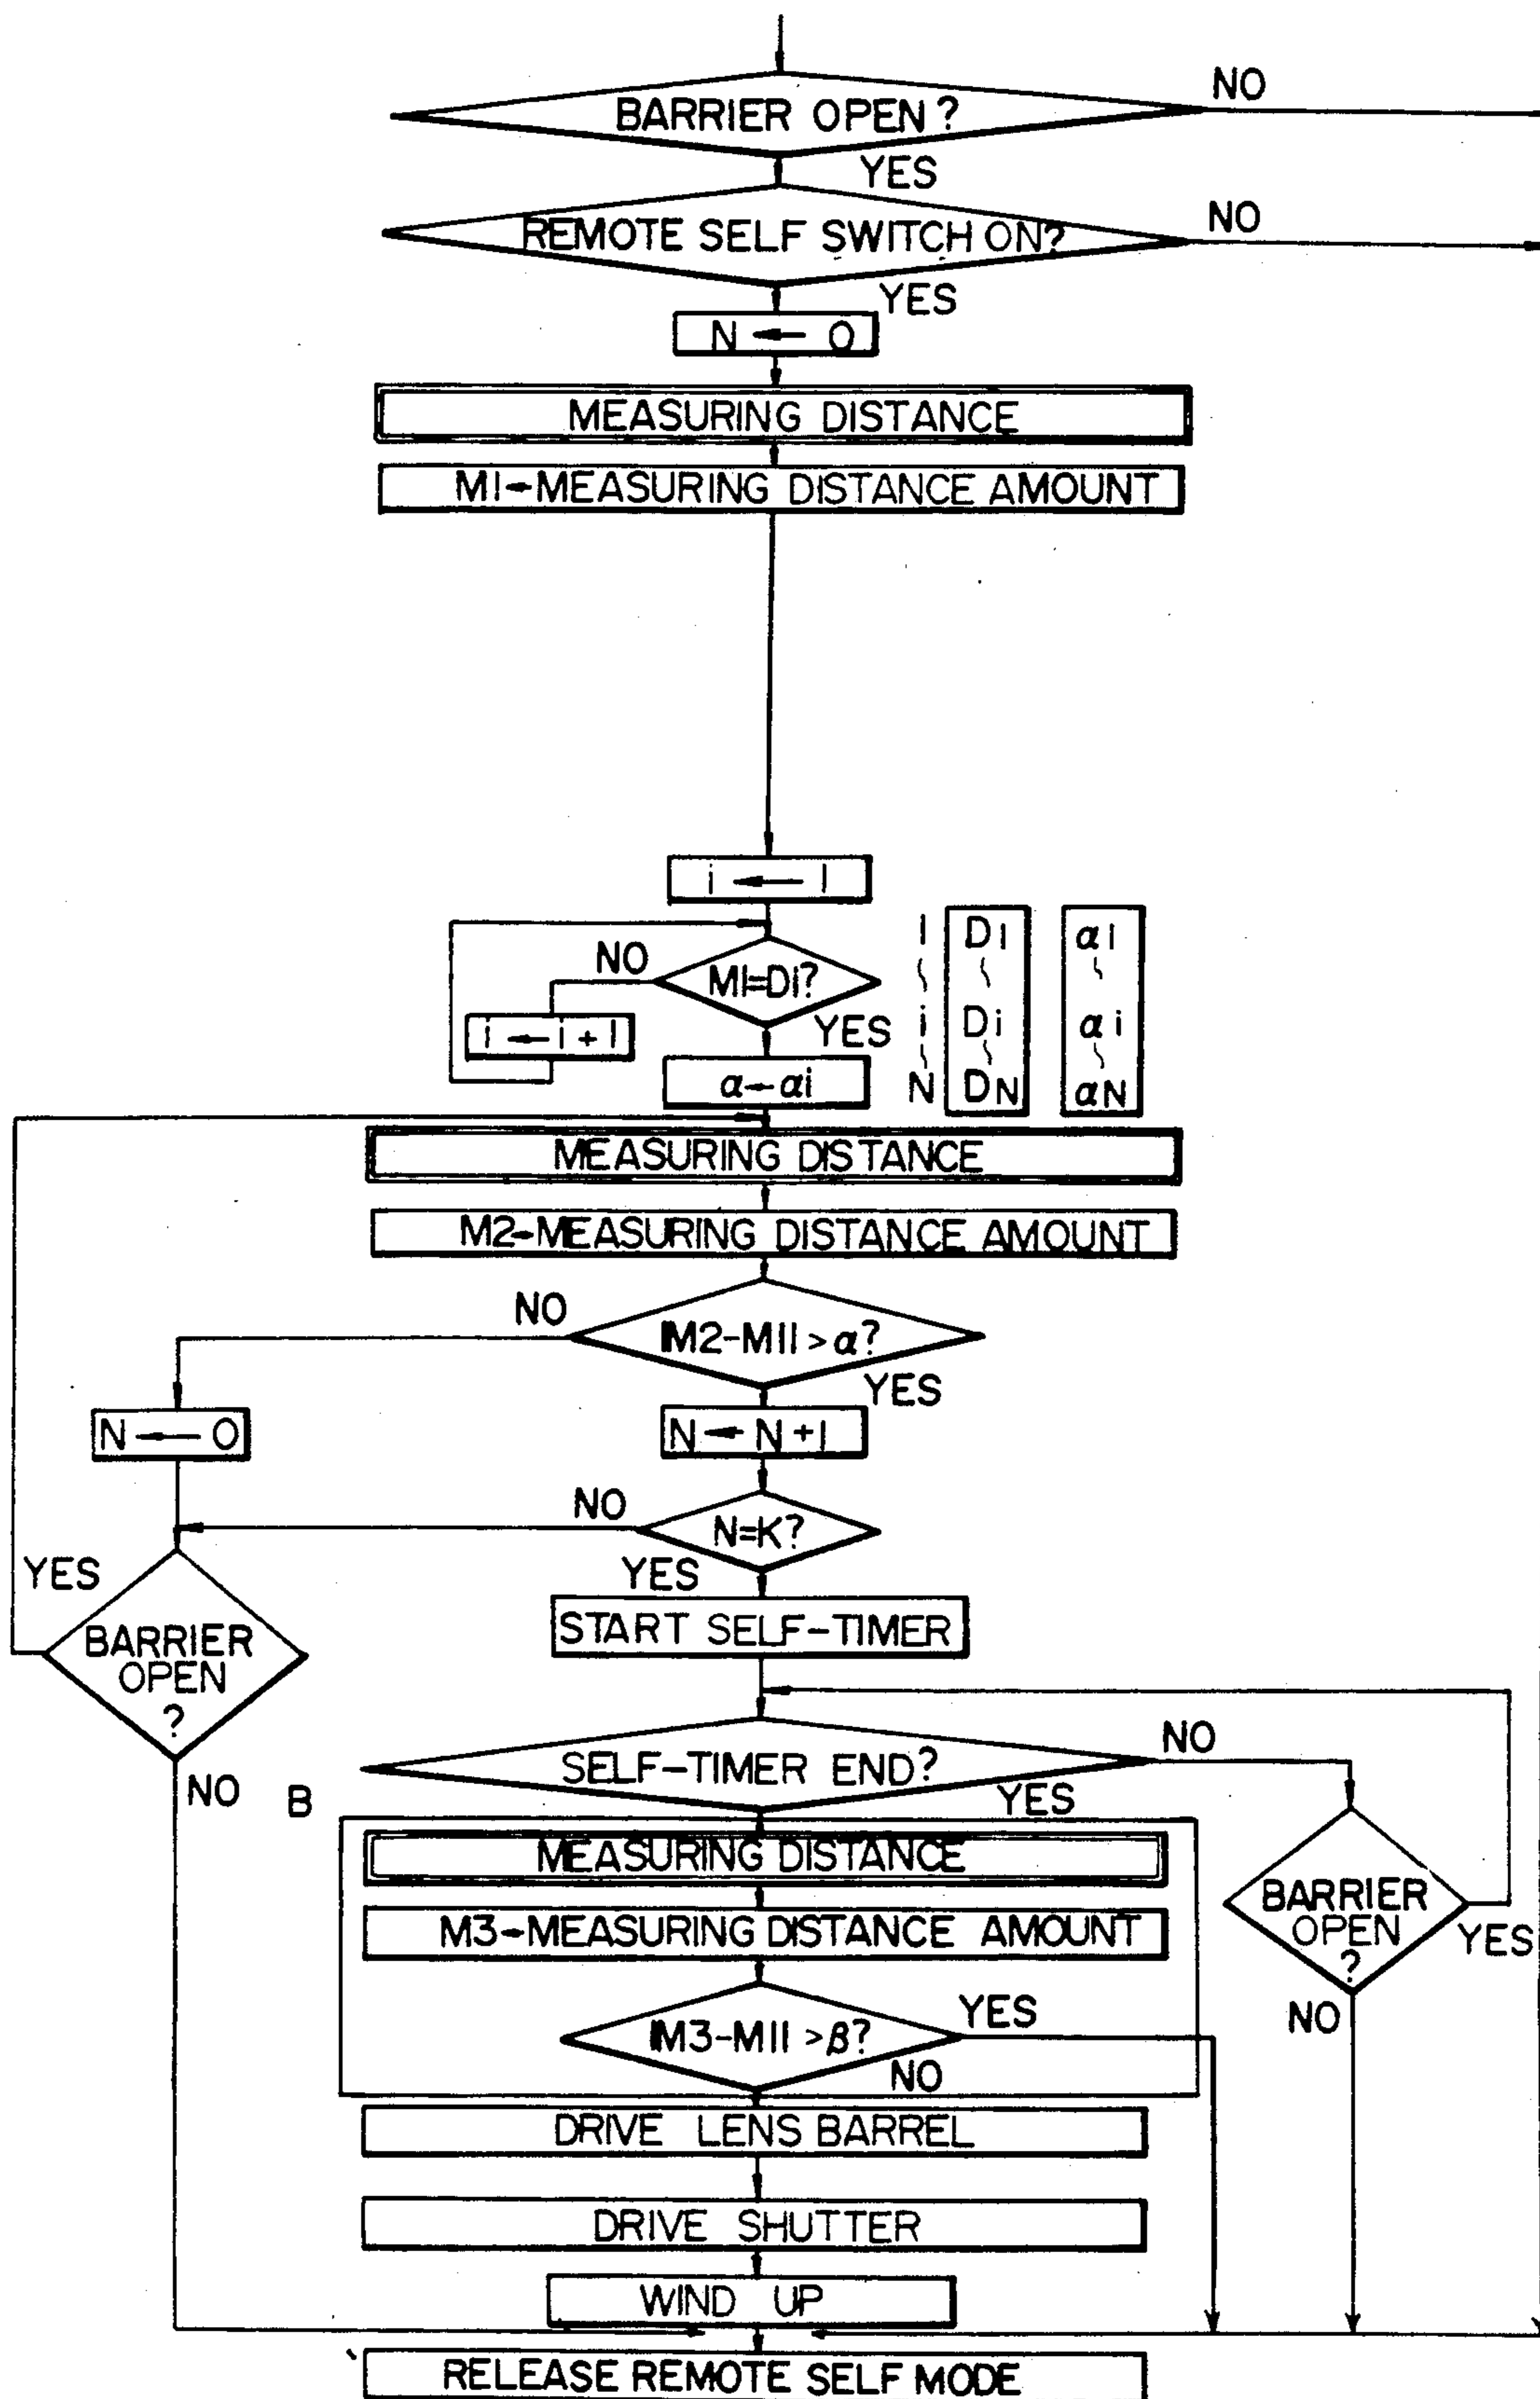 BARRIER OPEN?
NO
YES
REMOTE SELF SWITCH ON?
NO
YES
N ← O
MEASURING DISTANCE
M1←MEASURING DISTANCE AMOUNT
i ← 1
1 D1 α1
NO
M1=Di?
i ← i + 1
YES
i Di αi
α←αi
N DN αN
MEASURING DISTANCE
M2←MEASURING DISTANCE AMOUNT
NO
|M2-M1|>α?
YES
N ← O
N ← N+1
NO
N=K?
YES
YES
START SELF-TIMER
BARRIER
OPEN
?
NO
SELF-TIMER END?
NO
B
YES
MEASURING DISTANCE
M3←MEASURING DISTANCE AMOUNT
BARRIER
OPEN
?
YES
|M3-M1|>β?
YES
NO
NO
DRIVE LENS BARREL
DRIVE SHUTTER
WIND UP
RELEASE REMOTE SELF MODE